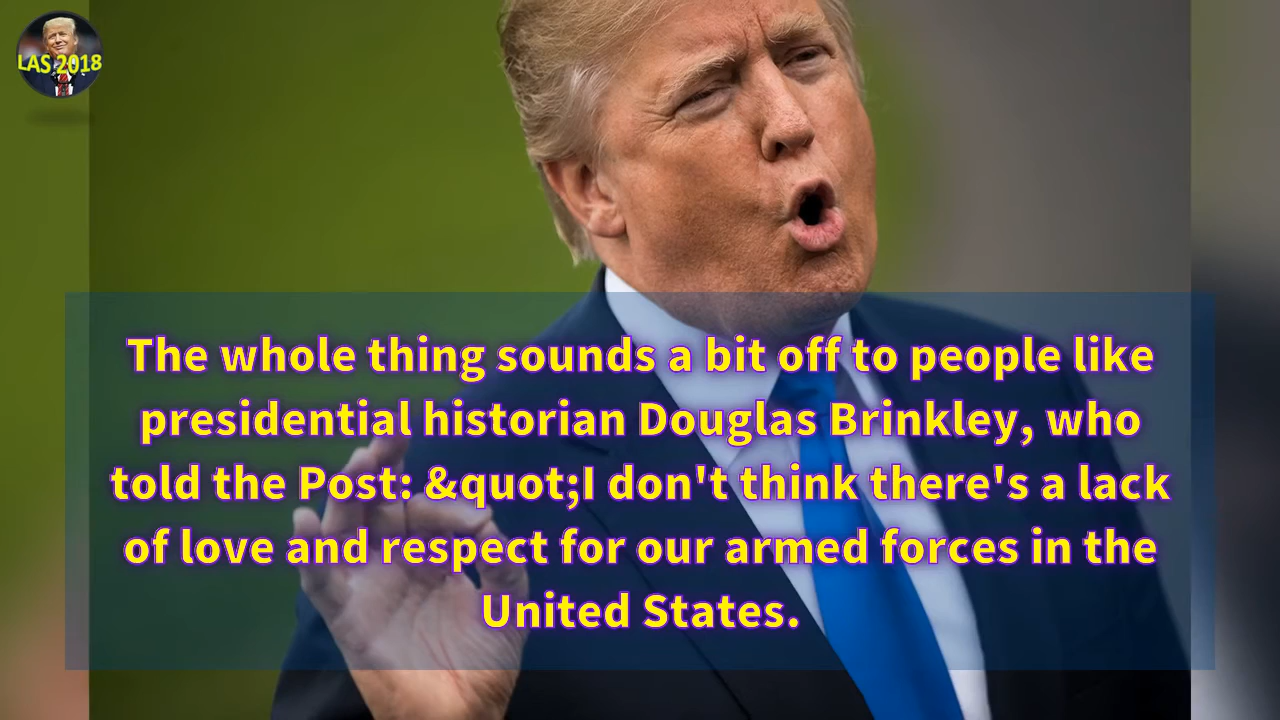 LAS 2018
The whole thing sounds a bit off to people like
presidential historian Douglas Brinkley, who
told the Post: &quot;I don't think there's a lack
of love and respect for our armed forces in the
United States.